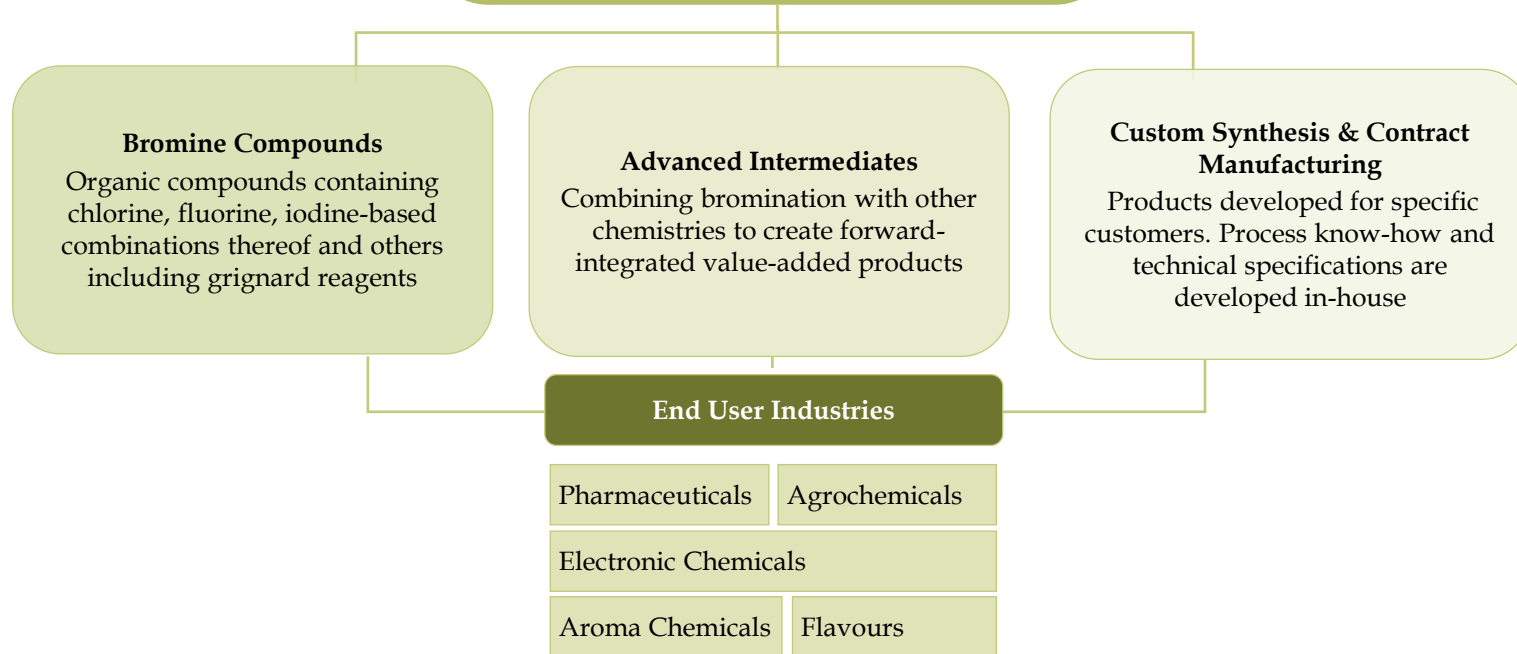 Bromine Compounds
Organic compounds containing
chlorine, fluorine, iodine-based
combinations thereof and others
including grignard reagents
Advanced Intermediates
Combining bromination with other
chemistries to create forward-
integrated value-added products
Custom Synthesis & Contract
Manufacturing
Products developed for specific
customers. Process know-how and
technical specifications are
developed in-house
End User Industries
Pharmaceuticals
Agrochemicals
Electronic Chemicals
Aroma Chemicals
Flavours